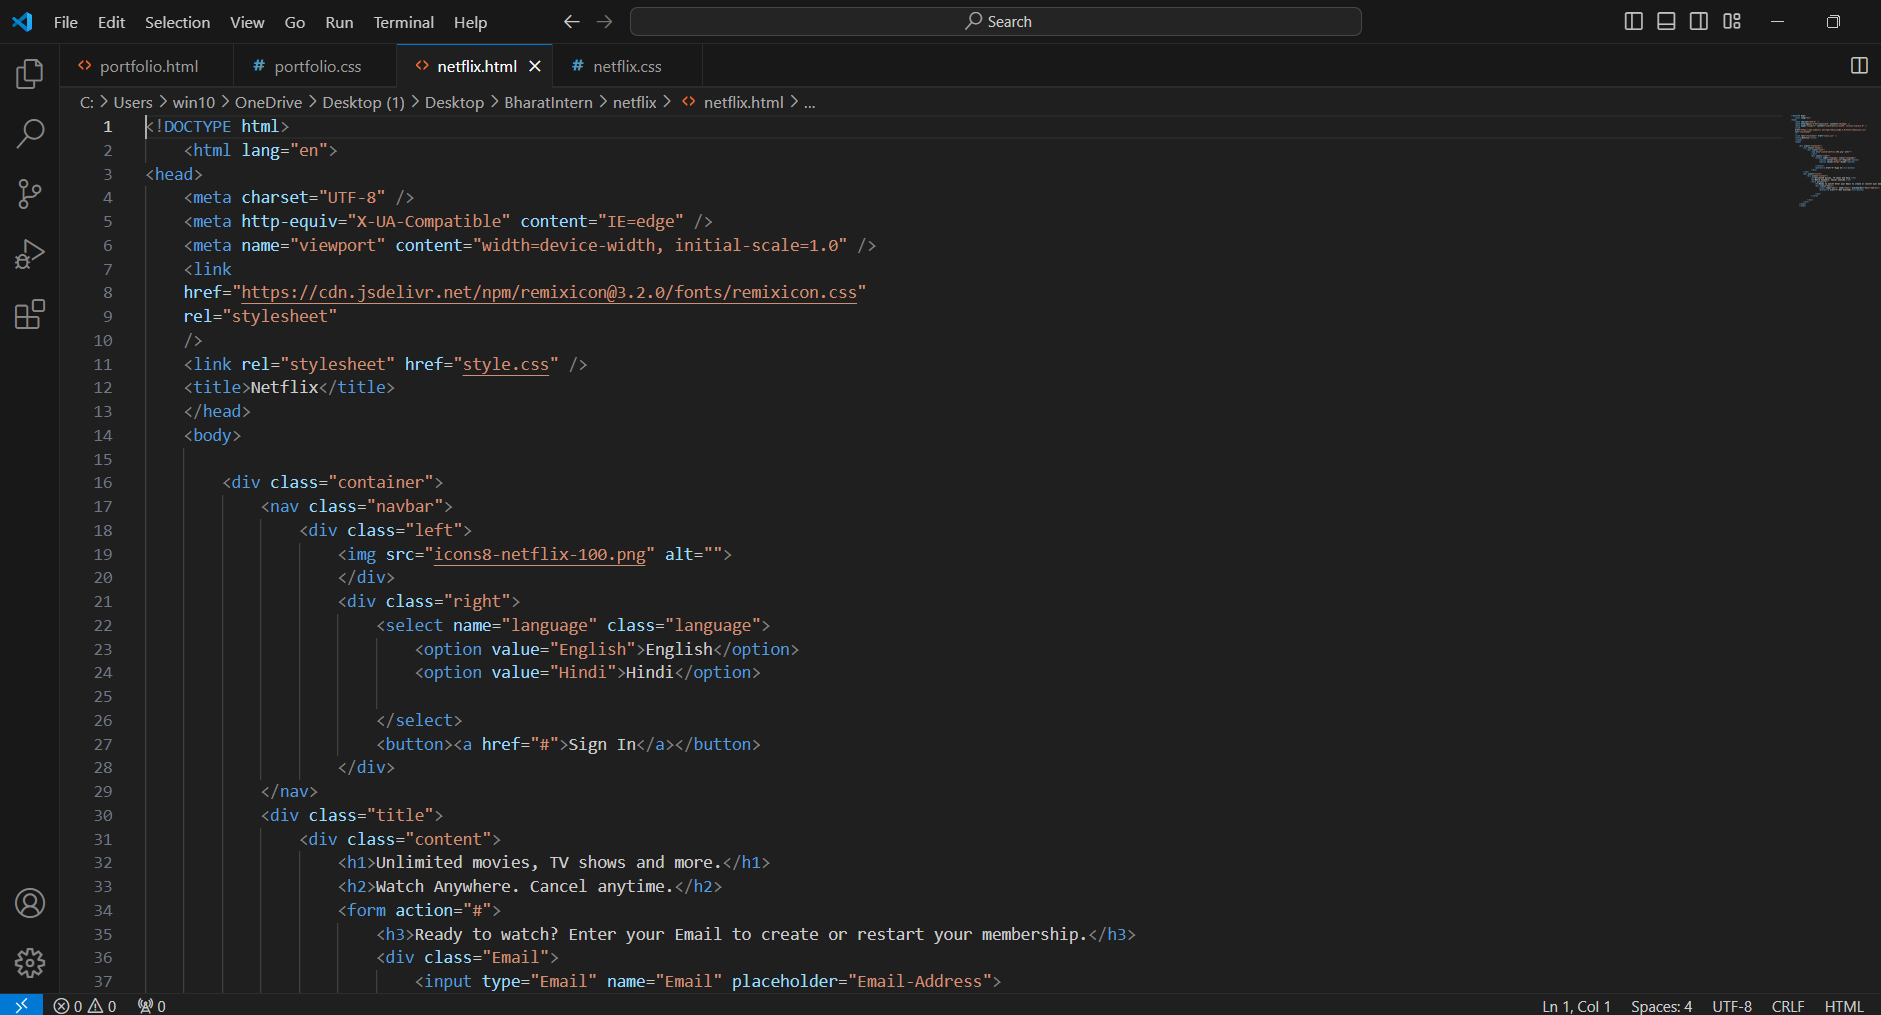 File Edit Selection View Go Run Terminal Help Search
portfolio.html # portfolio.css netflix.html # netflix.css
C: > Users > win10 > OneDrive > Desktop (1) > Desktop > BharatIntern > netflix > netflix.html > ...
1 <!DOCTYPE html>
2 <html lang="en">
3 <head>
4 <meta charset="UTF-8" />
5 <meta http-equiv="X-UA-Compatible" content="IE=edge" />
6 <meta name="viewport" content="width=device-width, initial-scale=1.0" />
7 <link
8 href="https://cdn.jsdelivr.net/npm/remixicon@3.2.0/fonts/remixicon.css"
9 rel="stylesheet"
10 />
11 <link rel="stylesheet" href="style.css" />
12 <title>Netflix</title>
13 </head>
14 <body>
15
16 <div class="container">
17 <nav class="navbar">
18 <div class="left">
19 <img src="icons8-netflix-100.png" alt="">
20 </div>
21 <div class="right">
22 <select name="language" class="language">
23 <option value="English">English</option>
24 <option value="Hindi">Hindi</option>
25
26 </select>
27 <button><a href="#">Sign In</a></button>
28 </div>
29 </nav>
30 <div class="title">
31 <div class="content">
32 <h1>Unlimited movies, TV shows and more.</h1>
33 <h2>Watch Anywhere. Cancel anytime.</h2>
34 <form action="#">
35 <h3>Ready to watch? Enter your Email to create or restart your membership.</h3>
36 <div class="Email">
37 <input type="Email" name="Email" placeholder="Email-Address">
0 0 0 Ln 1, Col 1 Spaces: 4 UTF-8 CRLF HTML